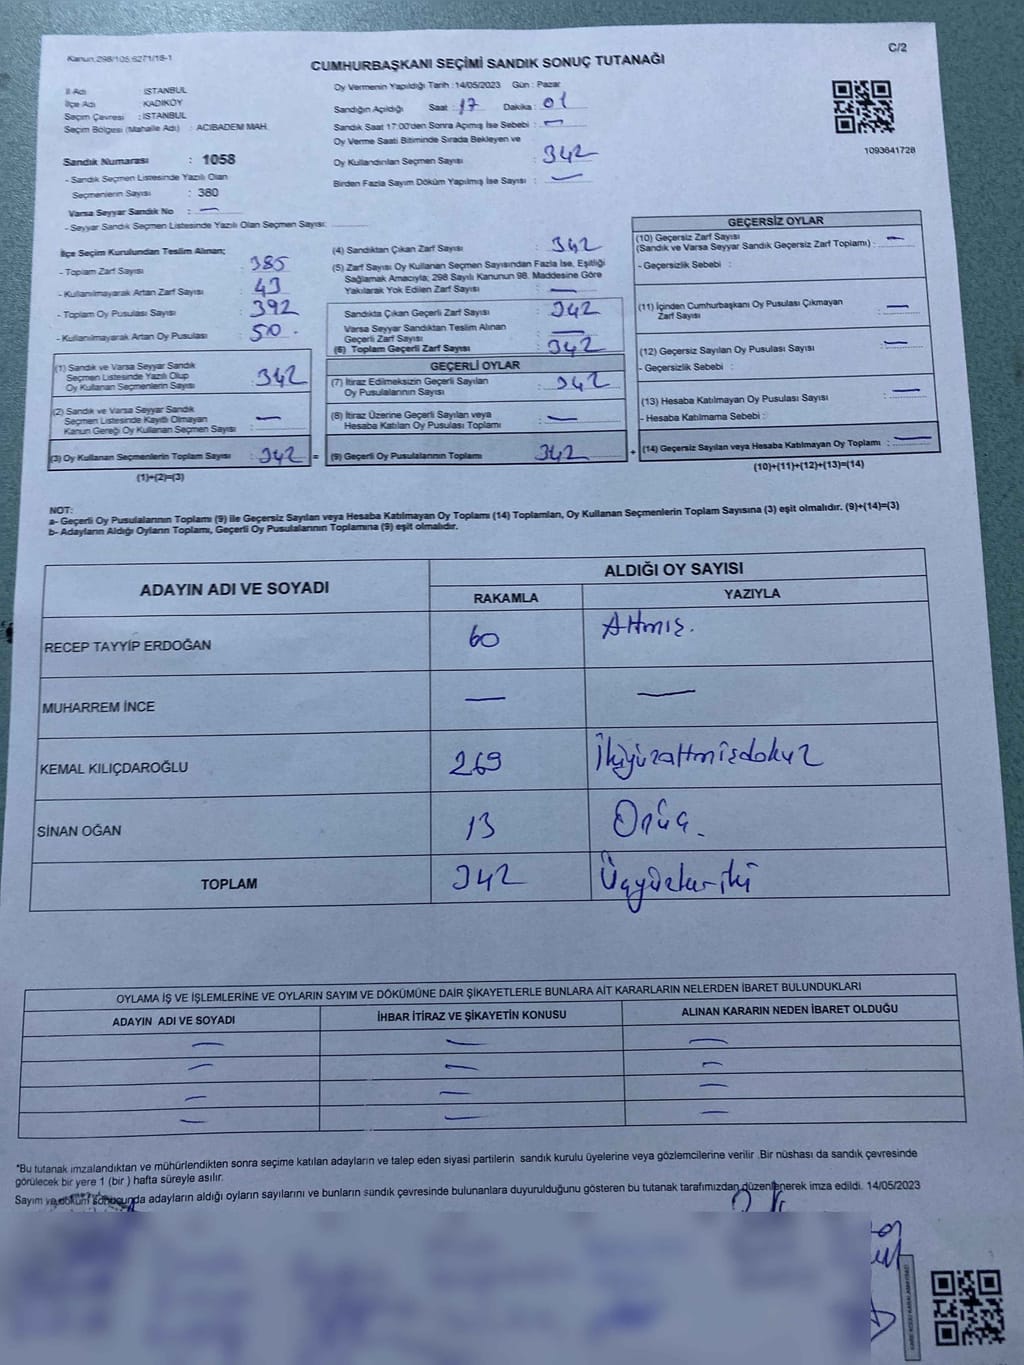 Kanun,298/105,6271/18-1
C/2
CUMHURBAŞKANI SEÇİMİ SANDIK SONUÇ TUTANAĞI
İl Adı : İSTANBUL
İlçe Adı : KADIKÖY
Seçim Çevresi : İSTANBUL
Seçim Bölgesi (Mahalle Adı) : ACIBADEM MAH.
Sandık Numarası : 1058
- Sandık Seçmen Listesinde Yazılı Olan
Seçmenlerin Sayısı : 380
Varsa Seyyar Sandık No : —
- Seyyar Sandık Seçmen Listesinde Yazılı Olan Seçmen Sayısı:
Oy Vermenin Yapıldığı Tarih :14/05/2023 Gün : Pazar
Sandığın Açıldığı Saat : 17 Dakika : 01
Sandık Saat 17:00'den Sonra Açmış İse Sebebi : —
Oy Verme Saati Bitiminde Sırada Bekleyen ve
Oy Kullandırılan Seçmen Sayısı : 342
Birden Fazla Sayım Döküm Yapılmış İse Sayısı : —
1093641728
İlçe Seçim Kurulundan Teslim Alınan;
- Toplam Zarf Sayısı : 385
- Kullanılmayarak Artan Zarf Sayısı : 43
- Toplam Oy Pusulası Sayısı : 392
- Kullanılmayarak Artan Oy Pusulası : 50.
(1) Sandık ve Varsa Seyyar Sandık
Seçmen Listesinde Yazılı Olup
Oy Kullanan Seçmenlerin Sayısı : 342
(2) Sandık ve Varsa Seyyar Sandık
Seçmen Listesinde Kayıtlı Olmayan
Kanun Gereği Oy Kullanan Seçmen Sayısı : —
(3) Oy Kullanan Seçmenlerin Toplam Sayısı : 342 =
(1)+(2)=(3)
(4) Sandıktan Çıkan Zarf Sayısı : 342
(5) Zarf Sayısı Oy Kullanan Seçmen Sayısından Fazla İse, Eşitliği
Sağlamak Amacıyla; 298 Sayılı Kanunun 98. Maddesine Göre
Yakılarak Yok Edilen Zarf Sayısı : —
Sandıkta Çıkan Geçerli Zarf Sayısı : 342
Varsa Seyyar Sandıktan Teslim Alınan
Geçerli Zarf Sayısı : —
(6) Toplam Geçerli Zarf Sayısı : 342
GEÇERLİ OYLAR
(7) İtiraz Edilmeksizin Geçerli Sayılan
Oy Pusulalarının Sayısı : 342
(8) İtiraz Üzerine Geçerli Sayılan veya
Hesaba Katılan Oy Pusulası Toplamı : —
(9) Geçerli Oy Pusulalarının Toplamı : 342 +
GEÇERSİZ OYLAR
(10) Geçersiz Zarf Sayısı
(Sandık ve Varsa Seyyar Sandık Geçersiz Zarf Toplamı) : —
- Geçersizlik Sebebi :
(11) İçinden Cumhurbaşkanı Oy Pusulası Çıkmayan
Zarf Sayısı : —
(12) Geçersiz Sayılan Oy Pusulası Sayısı : —
- Geçersizlik Sebebi :
(13) Hesaba Katılmayan Oy Pusulası Sayısı : —
- Hesaba Katılmama Sebebi :
(14) Geçersiz Sayılan veya Hesaba Katılmayan Oy Toplamı : —
(10)+(11)+(12)+(13)=(14)
NOT:
a- Geçerli Oy Pusulalarının Toplamı (9) ile Geçersiz Sayılan veya Hesaba Katılmayan Oy Toplamı (14) Toplamları, Oy Kullanan Seçmenlerin Toplam Sayısına (3) eşit olmalıdır. (9)+(14)=(3)
b- Adayların Aldığı Oyların Toplamı, Geçerli Oy Pusulalarının Toplamına (9) eşit olmalıdır.
ADAYIN ADI VE SOYADI
ALDIĞI OY SAYISI
RAKAMLA YAZIYLA
RECEP TAYYİP ERDOĞAN 60 Altmış.
MUHARREM İNCE — —
KEMAL KILIÇDAROĞLU 269 İkiyüzaltmışdokuz
SİNAN OĞAN 13 Onüç.
TOPLAM 342 Üçyüzkırkiki
OYLAMA İŞ VE İŞLEMLERİNE VE OYLARIN SAYIM VE DÖKÜMÜNE DAİR ŞİKAYETLERLE BUNLARA AİT KARARLARIN NELERDEN İBARET BULUNDUKLARI
ADAYIN ADI VE SOYADI İHBAR İTİRAZ VE ŞİKAYETİN KONUSU ALINAN KARARIN NEDEN İBARET OLDUĞU
— — —
— — —
— — —
— — —
*Bu tutanak imzalandıktan ve mühürlendikten sonra seçime katılan adayların ve talep eden siyasi partilerin sandık kurulu üyelerine veya gözlemcilerine verilir .Bir nüshası da sandık çevresinde
görülecek bir yere 1 (bir ) hafta süreyle asılır.
Sayım ve döküm sonucunda adayların aldığı oyların sayılarını ve bunların sandık çevresinde bulunanlara duyurulduğunu gösteren bu tutanak tarafımızdan düzenlenerek imza edildi. 14/05/2023